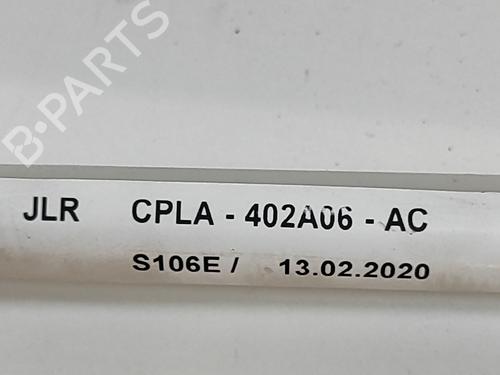 B-PARTS
JLR CPLA - 402A06 - AC
S106E / 13.02.2020